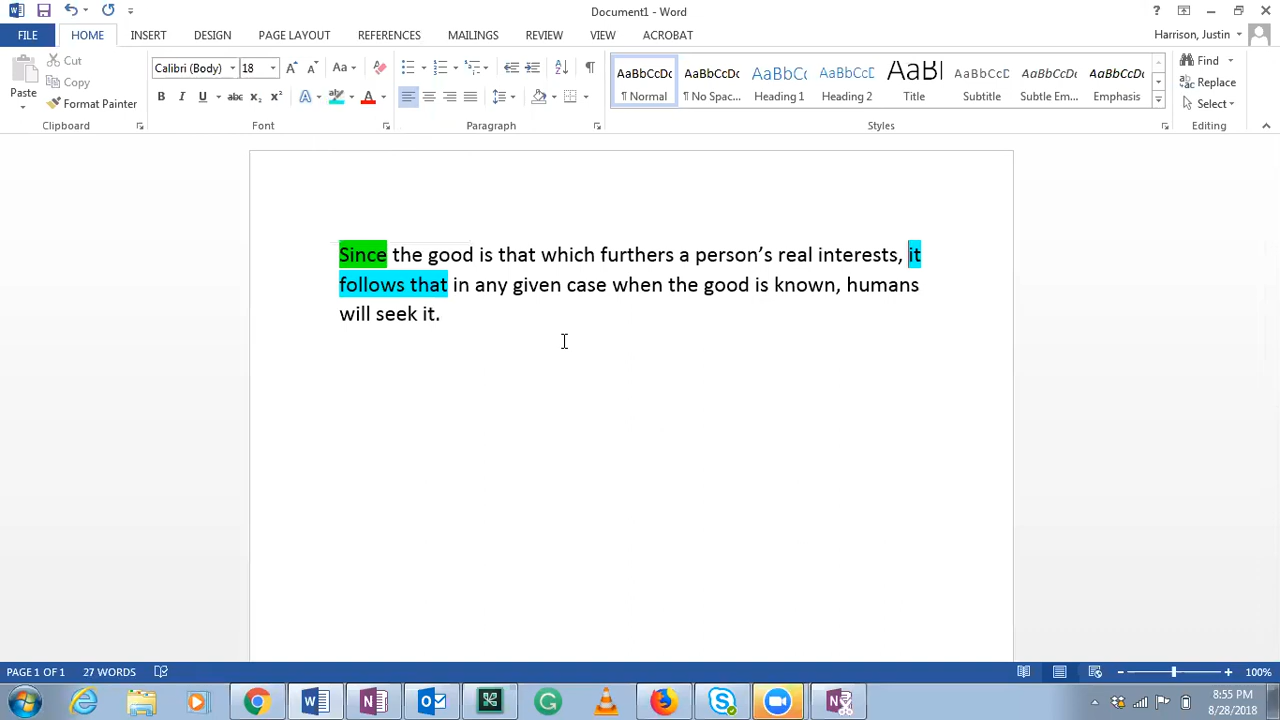 Document1 - Word
FILE HOME INSERT DESIGN PAGE LAYOUT REFERENCES MAILINGS REVIEW VIEW ACROBAT Harrison, Justin
Paste
Cut
Copy
Format Painter
Clipboard
Calibri (Body) 18
Font
Paragraph
AaBbCcDc AaBbCcDc AaBbCc AaBbCc AaBl AaBbCcD AaBbCcDc AaBbCcDc
¶ Normal ¶ No Spac... Heading 1 Heading 2 Title Subtitle Subtle Em... Emphasis
Styles
Find
Replace
Select
Editing
Since the good is that which furthers a person’s real interests, it
follows that in any given case when the good is known, humans
will seek it.
PAGE 1 OF 1 27 WORDS 100%
8:55 PM
8/28/2018